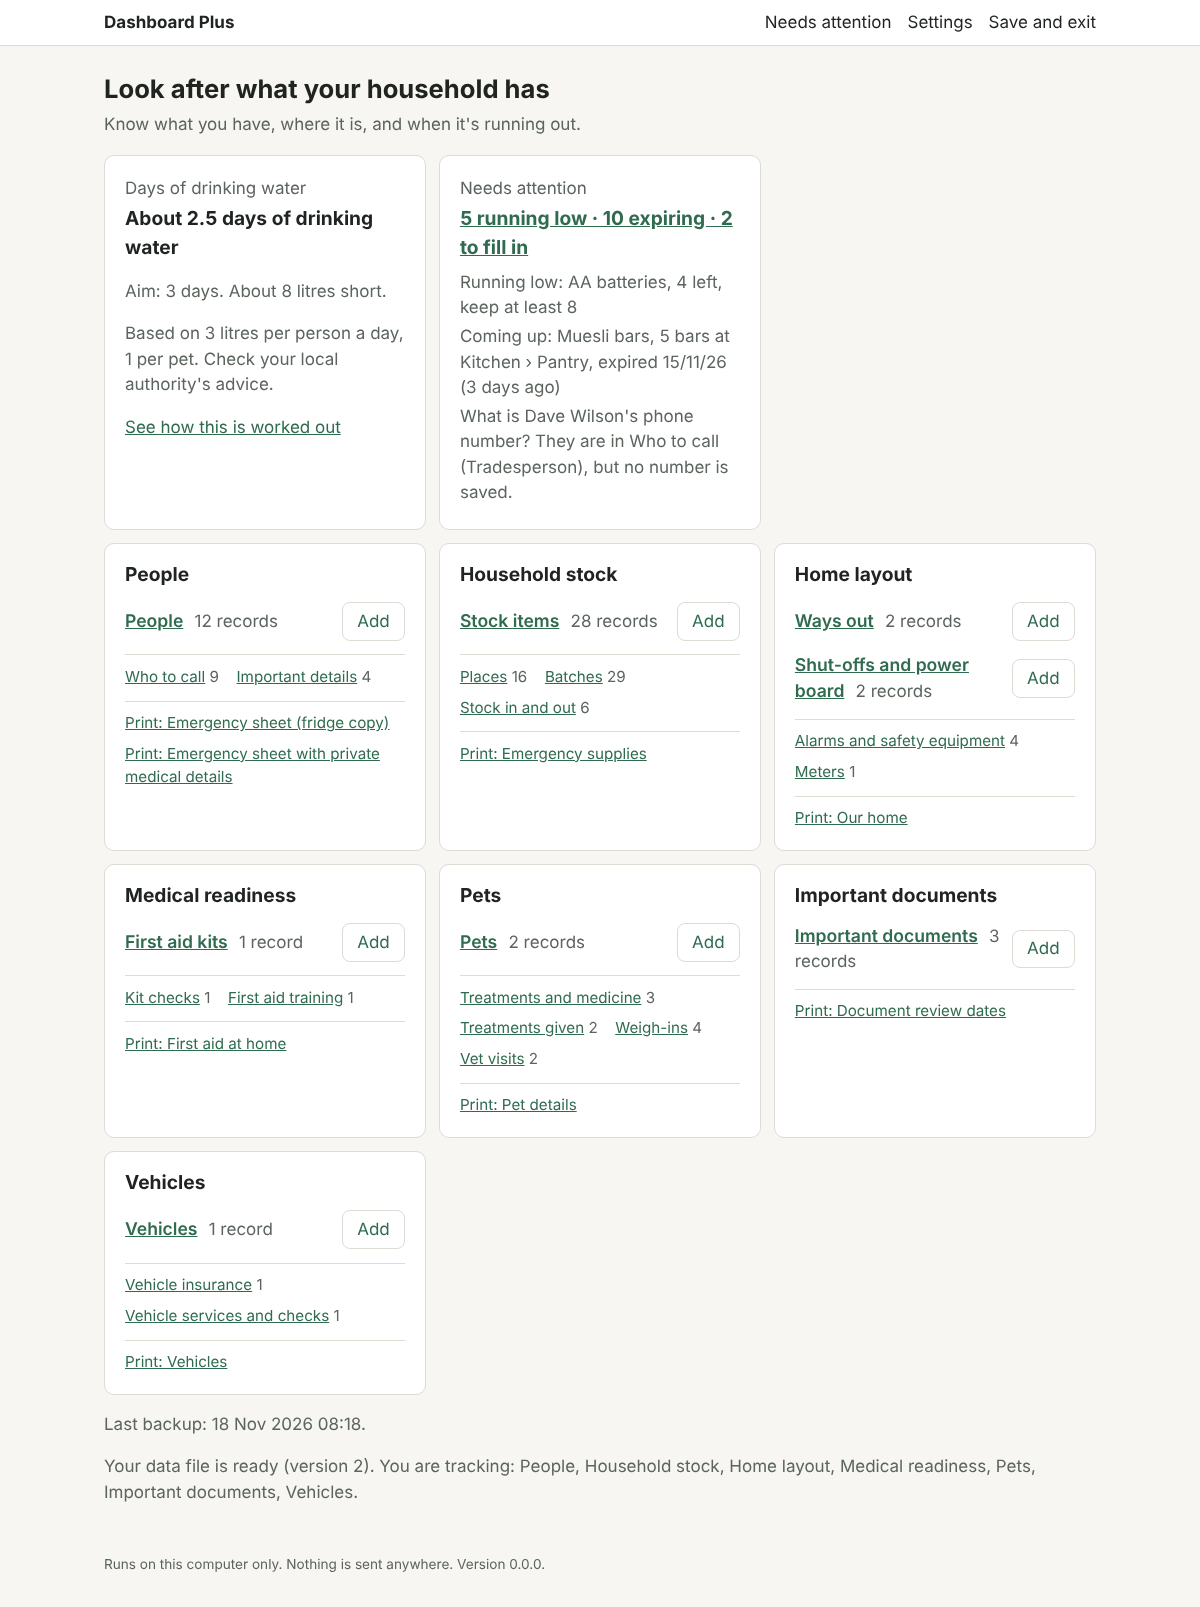 Dashboard Plus
Needs attention Settings Save and exit
Look after what your household has
Know what you have, where it is, and when it's running out.
Days of drinking water
About 2.5 days of drinking
water
Aim: 3 days. About 8 litres short.
Based on 3 litres per person a day,
1 per pet. Check your local
authority's advice.
See how this is worked out
Needs attention
5 running low · 10 expiring · 2
to fill in
Running low: AA batteries, 4 left,
keep at least 8
Coming up: Muesli bars, 5 bars at
Kitchen › Pantry, expired 15/11/26
(3 days ago)
What is Dave Wilson's phone
number? They are in Who to call
(Tradesperson), but no number is
saved.
People
People 12 records Add
Who to call 9 Important details 4
Print: Emergency sheet (fridge copy)
Print: Emergency sheet with private
medical details
Household stock
Stock items 28 records Add
Places 16 Batches 29
Stock in and out 6
Print: Emergency supplies
Home layout
Ways out 2 records Add
Shut-offs and power
board 2 records Add
Alarms and safety equipment 4
Meters 1
Print: Our home
Medical readiness
First aid kits 1 record Add
Kit checks 1 First aid training 1
Print: First aid at home
Pets
Pets 2 records Add
Treatments and medicine 3
Treatments given 2 Weigh-ins 4
Vet visits 2
Print: Pet details
Important documents
Important documents 3
records Add
Print: Document review dates
Vehicles
Vehicles 1 record Add
Vehicle insurance 1
Vehicle services and checks 1
Print: Vehicles
Last backup: 18 Nov 2026 08:18.
Your data file is ready (version 2). You are tracking: People, Household stock, Home layout, Medical readiness, Pets,
Important documents, Vehicles.
Runs on this computer only. Nothing is sent anywhere. Version 0.0.0.